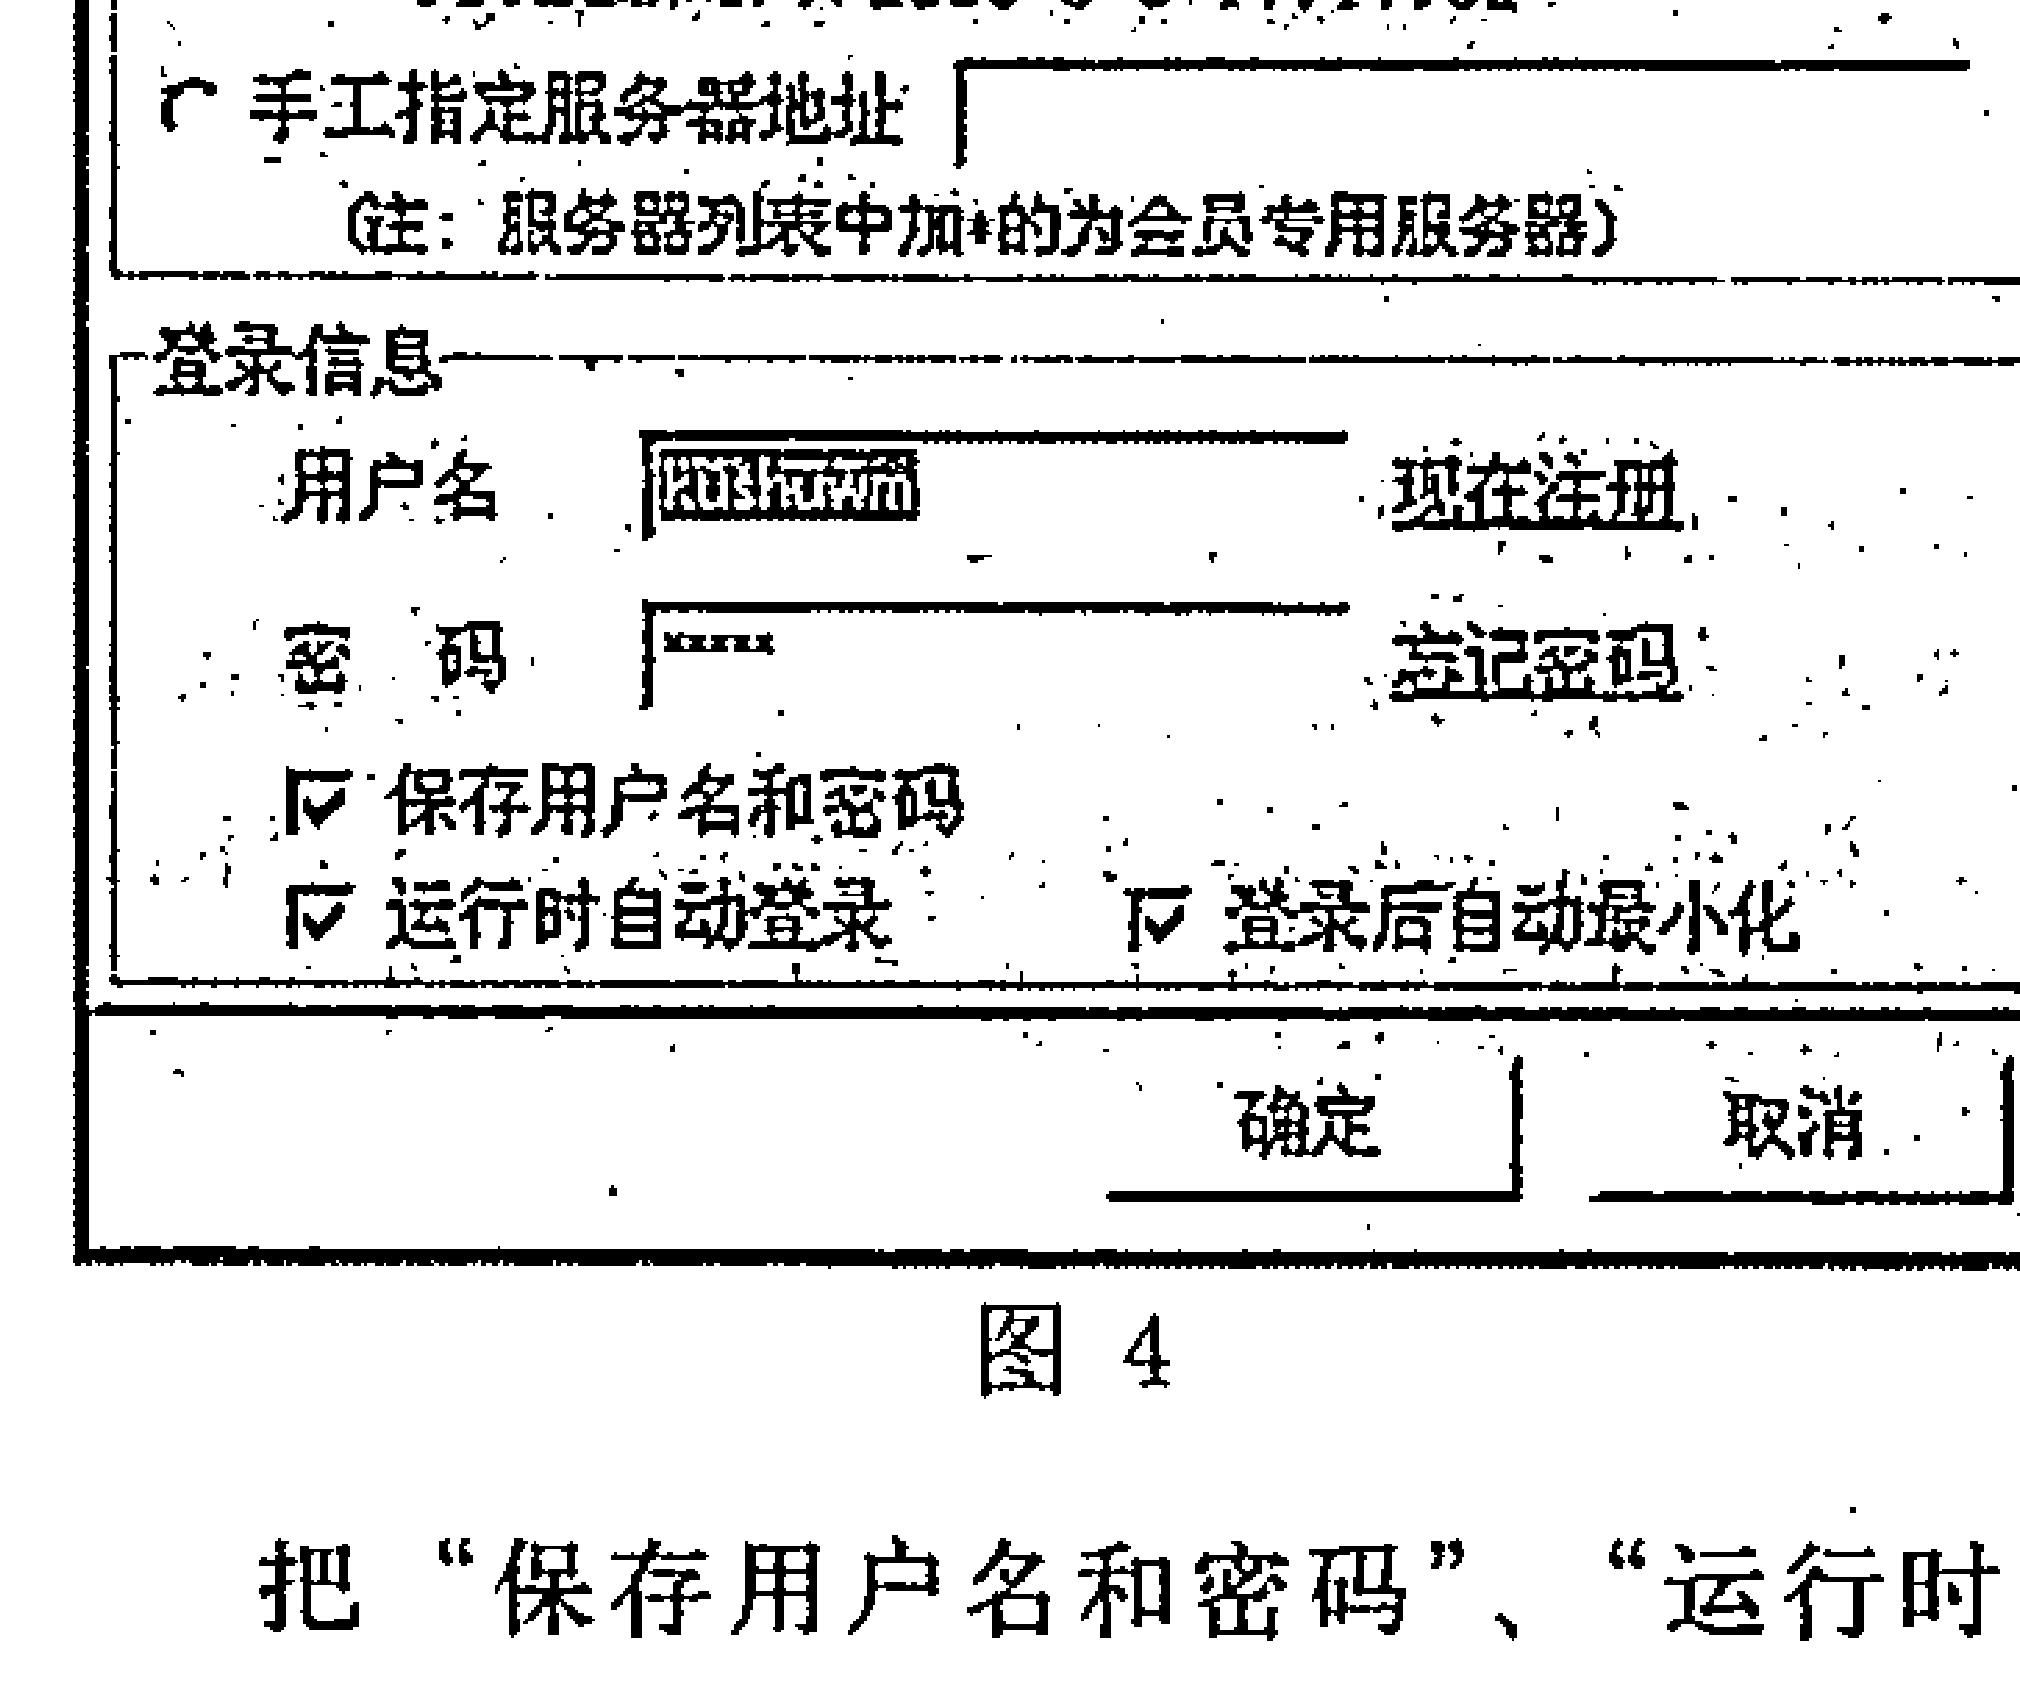 手工指定服务器地址
(注：服务器列表中加*的为会员专用服务器)
登录信息
用户名 现在注册
密 码 ***** 忘记密码
保存用户名和密码
运行时自动登录 登录后自动最小化
确定 取消
图 4
把“保存用户名和密码”、“运行时